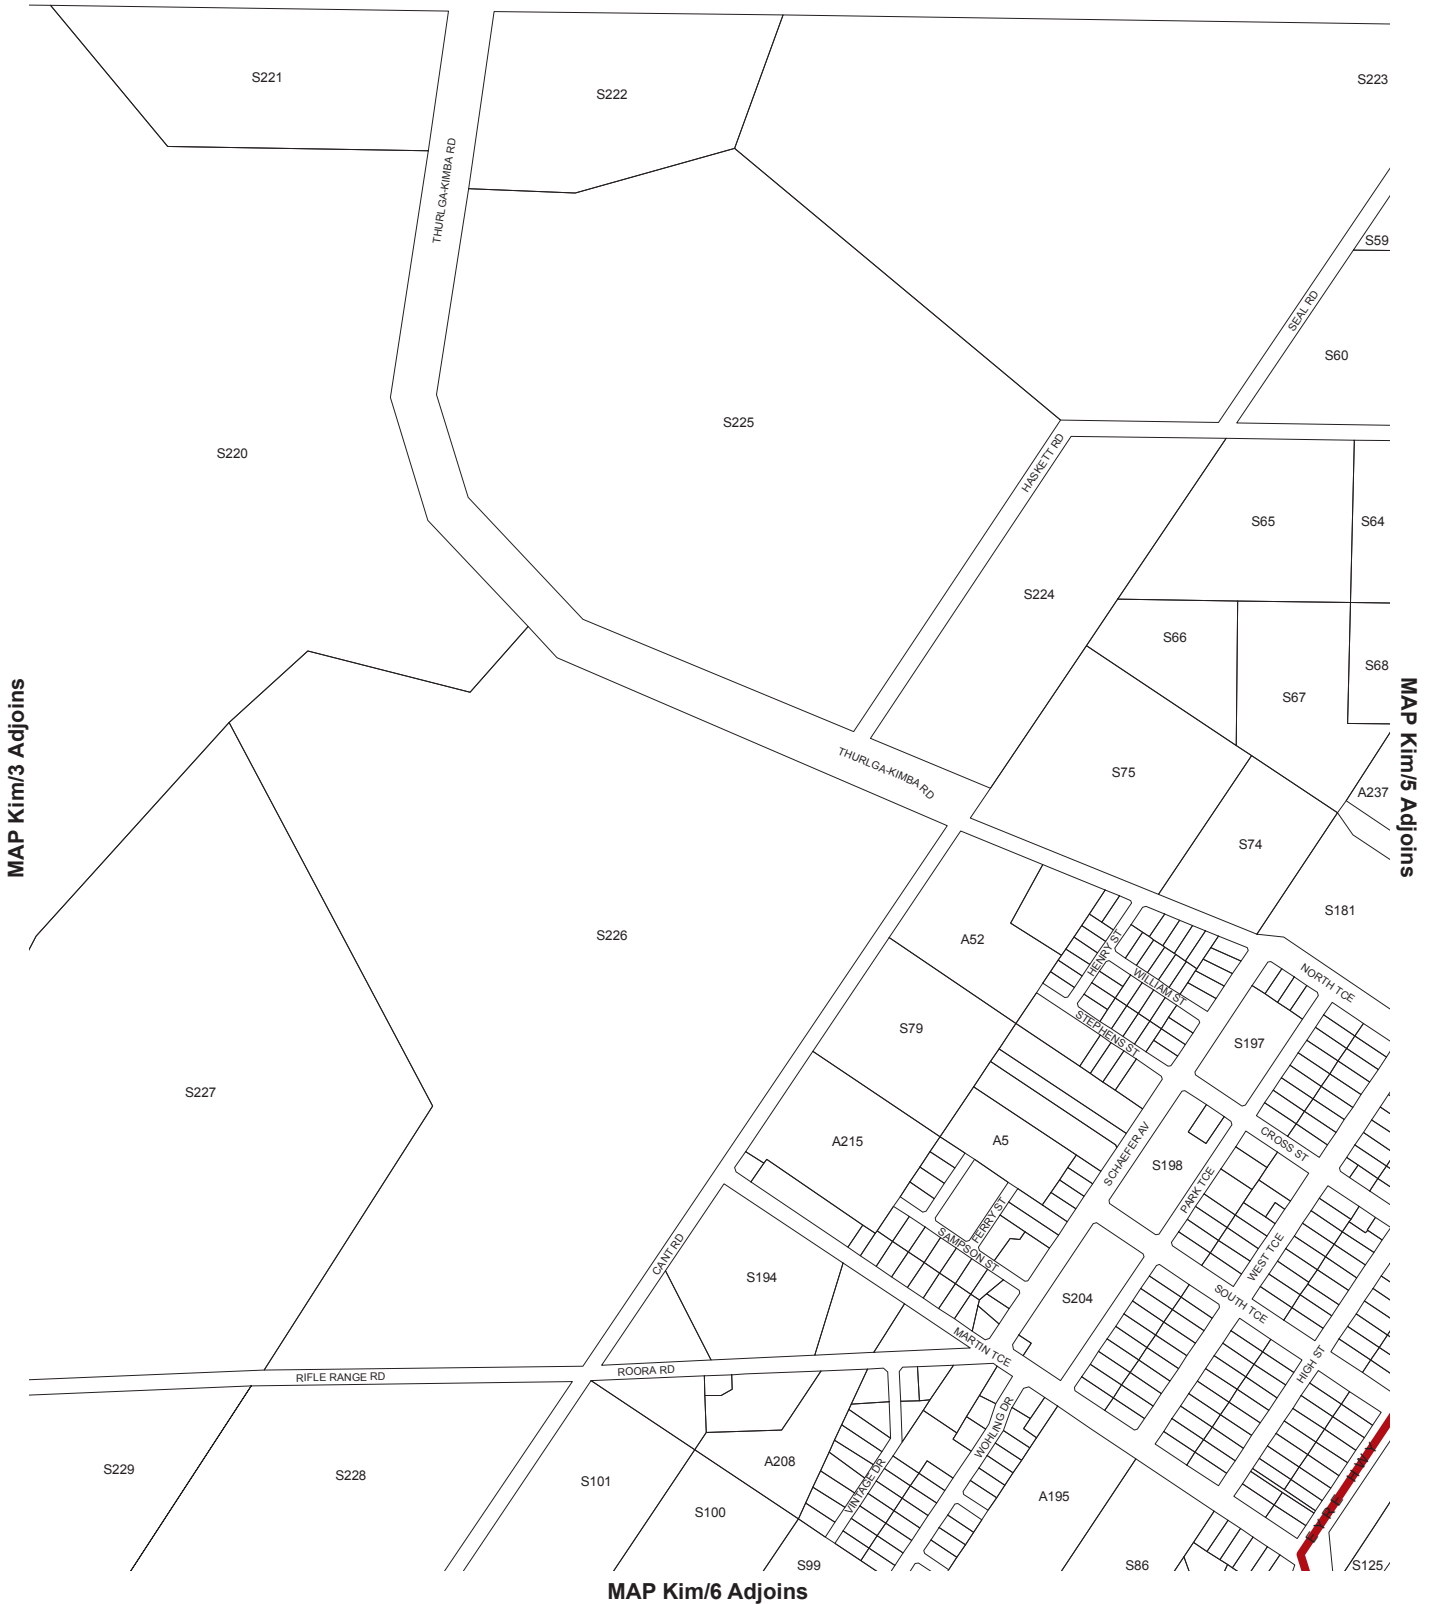 S221
S222
S223
THURLGA-KIMBA RD
S59
SEAL RD
S60
S225
S220
HASKETT RD
S65
S64
S224
S66
S68
S67
MAP Kim/3 Adjoins
MAP Kim/5 Adjoins
THURLGA-KIMBA RD
S75
A237
S74
S181
S226
A52
HENRY ST
WILLIAM ST
NORTH TCE
STEPHENS ST
S79
S197
S227
A215
A5
SCHAEFER AV
CROSS ST
S198
PARK TCE
FERRY ST
SAMPSON ST
CANT RD
WEST TCE
S194
S204
SOUTH TCE
MARTIN TCE
HIGH ST
RIFLE RANGE RD
ROORA RD
WOHLING DR
EYRE HWY
S229
S228
S101
A208
VINTAGE DR
A195
S100
S99
S86
S125
MAP Kim/6 Adjoins